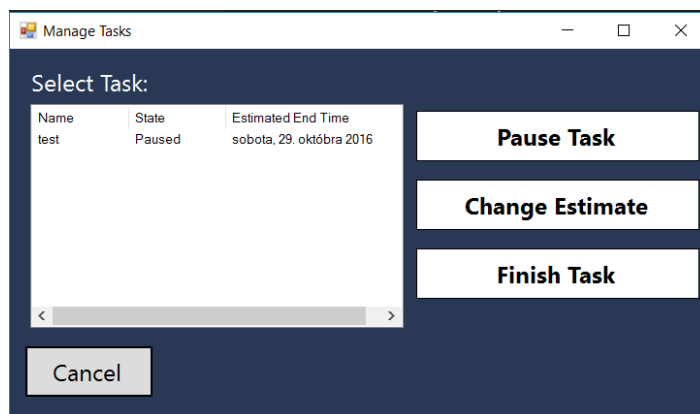 Manage Tasks
Select Task:
Name State Estimated End Time
test Paused sobota, 29. októbra 2016
Pause Task
Change Estimate
Finish Task
Cancel